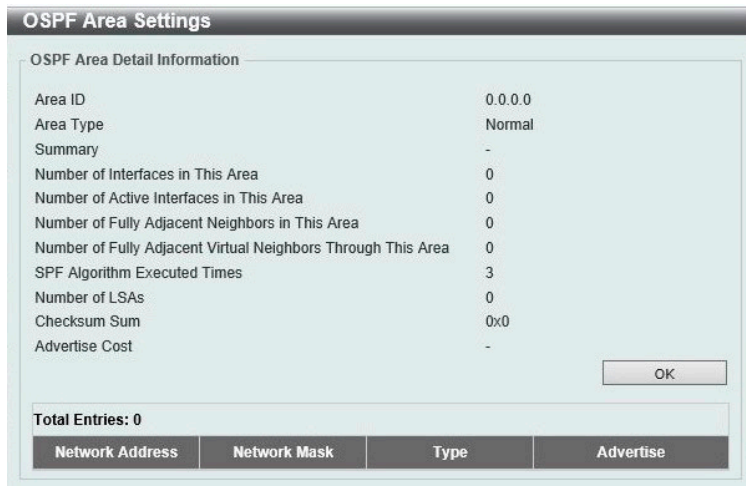 OSPF Area Settings
OSPF Area Detail Information
Area ID 0.0.0.0
Area Type Normal
Summary -
Number of Interfaces in This Area 0
Number of Active Interfaces in This Area 0
Number of Fully Adjacent Neighbors in This Area 0
Number of Fully Adjacent Virtual Neighbors Through This Area 0
SPF Algorithm Executed Times 3
Number of LSAs 0
Checksum Sum 0x0
Advertise Cost -
OK
Total Entries: 0
Network Address Network Mask Type Advertise